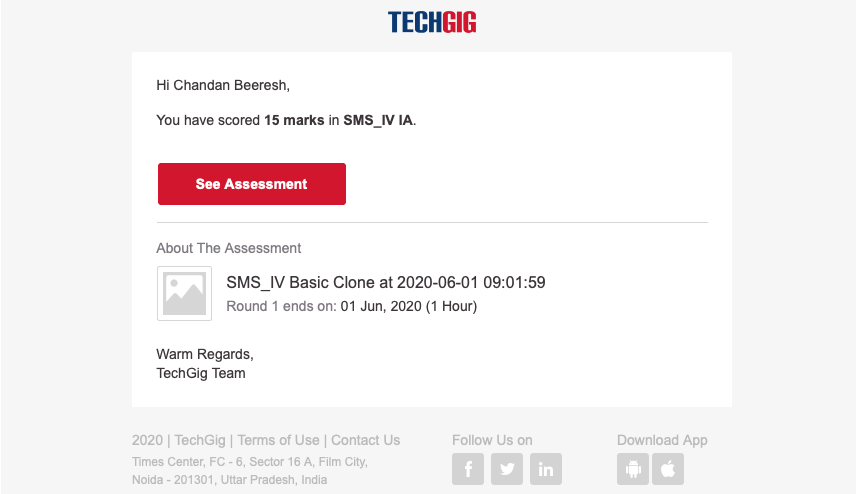 TECHGIG
Hi Chandan Beeresh,
You have scored 15 marks in SMS_IV IA.
See Assessment
About The Assessment
SMS_IV Basic Clone at 2020-06-01 09:01:59
Round 1 ends on: 01 Jun, 2020 (1 Hour)
Warm Regards,
TechGig Team
2020 | TechGig | Terms of Use | Contact Us
Times Center, FC - 6, Sector 16 A, Film City,
Noida - 201301, Uttar Pradesh, India
Follow Us on
f
in
Download App